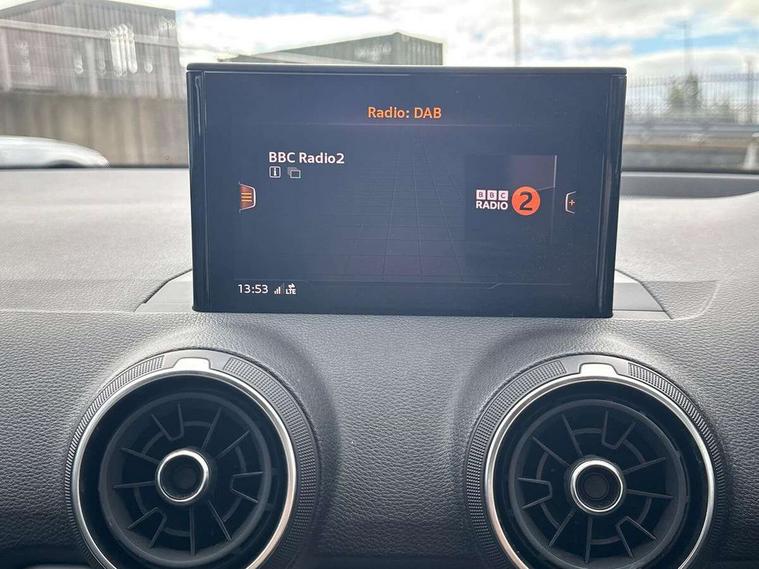 Radio: DAB
BBC Radio2
BBC
RADIO 2
13:53 LTE